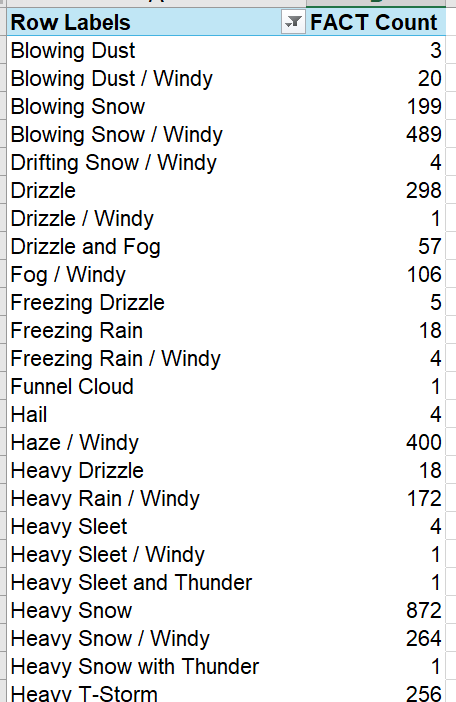 Row Labels FACT Count
Blowing Dust 3
Blowing Dust / Windy 20
Blowing Snow 199
Blowing Snow / Windy 489
Drifting Snow / Windy 4
Drizzle 298
Drizzle / Windy 1
Drizzle and Fog 57
Fog / Windy 106
Freezing Drizzle 5
Freezing Rain 18
Freezing Rain / Windy 4
Funnel Cloud 1
Hail 4
Haze / Windy 400
Heavy Drizzle 18
Heavy Rain / Windy 172
Heavy Sleet 4
Heavy Sleet / Windy 1
Heavy Sleet and Thunder 1
Heavy Snow 872
Heavy Snow / Windy 264
Heavy Snow with Thunder 1
Heavy T-Storm 256